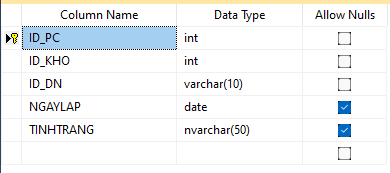 Column Name Data Type Allow Nulls
ID_PC int
ID_KHO int
ID_DN varchar(10)
NGAYLAP date
TINHTRANG nvarchar(50)